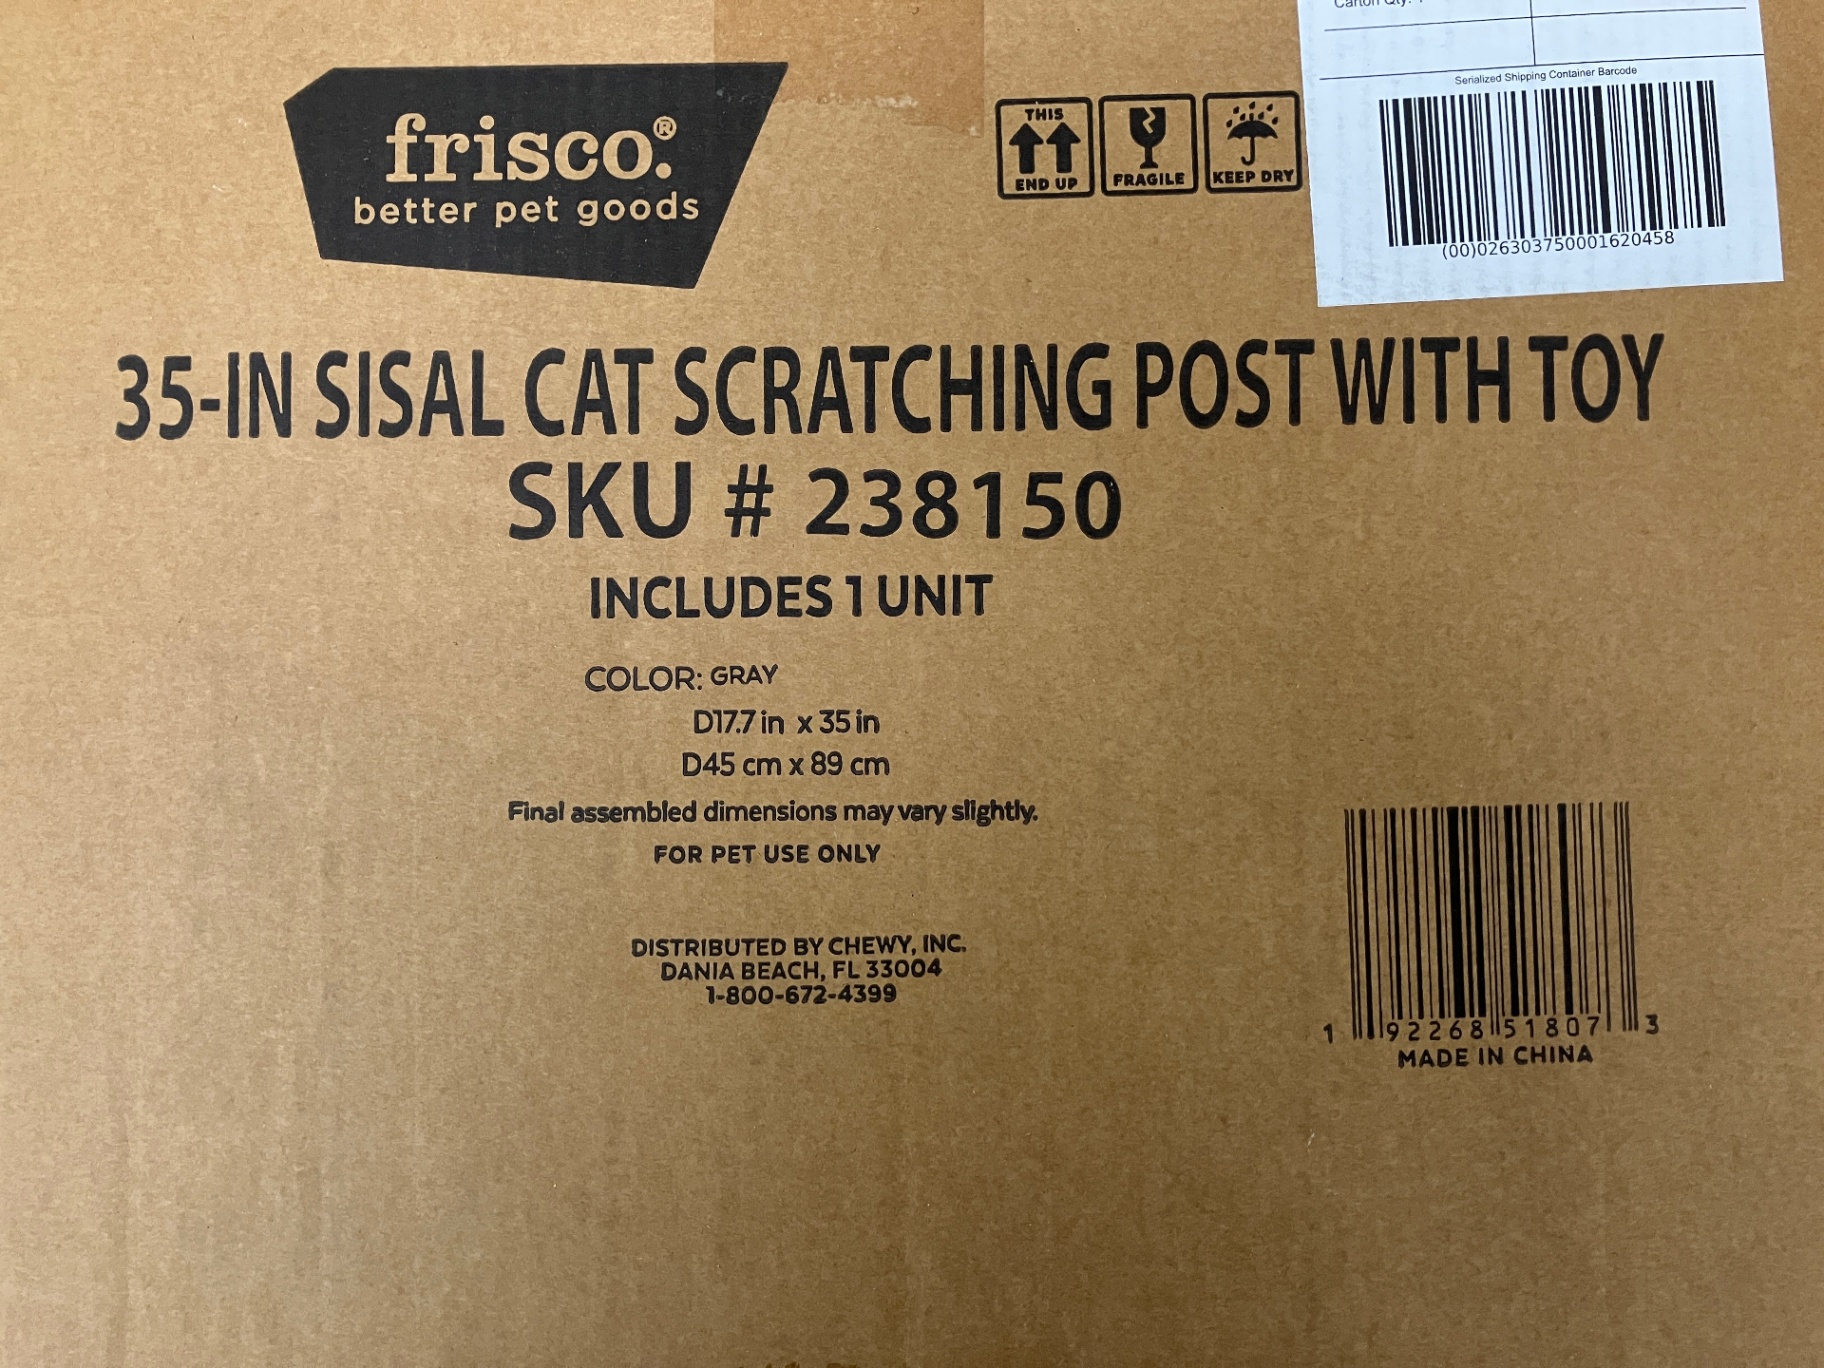 frisco.®
better pet goods
THIS
END UP
FRAGILE
KEEP DRY
Carton Qty: 1
Serialized Shipping Container Barcode
(00)026303750001620458
35-IN SISAL CAT SCRATCHING POST WITH TOY
SKU # 238150
INCLUDES 1 UNIT
COLOR: GRAY
D17.7 in x 35 in
D45 cm x 89 cm
Final assembled dimensions may vary slightly.
FOR PET USE ONLY
DISTRIBUTED BY CHEWY, INC.
DANIA BEACH, FL 33004
1-800-672-4399
1 92268 51807 3
MADE IN CHINA